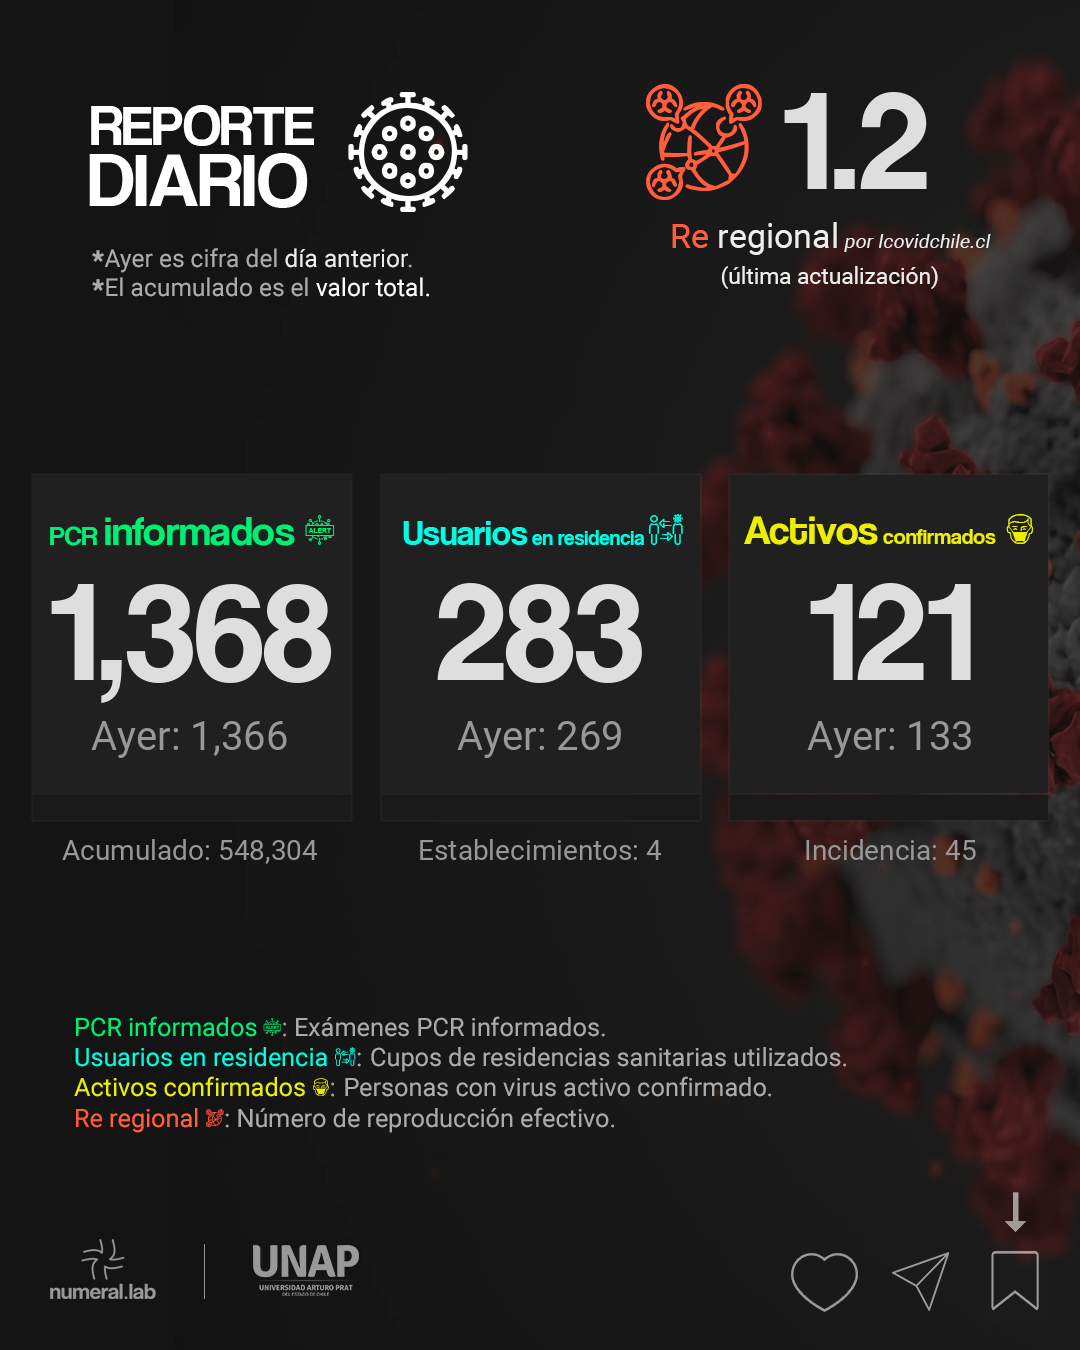 REPORTE
DIARIO
*Ayer es cifra del día anterior.
*El acumulado es el valor total.
1.2
Re regional por Icovidchile.cl
(última actualización)
PCR informados ALERT
1,368
Ayer: 1,366
Acumulado: 548,304
Usuarios en residencia
283
Ayer: 269
Establecimientos: 4
Activos confirmados
121
Ayer: 133
Incidencia: 45
PCR informados ALERT: Exámenes PCR informados.
Usuarios en residencia : Cupos de residencias sanitarias utilizados.
Activos confirmados : Personas con virus activo confirmado.
Re regional : Número de reproducción efectivo.
numeral.lab
UNAP
UNIVERSIDAD ARTURO PRAT
DEL ESTADO DE CHILE